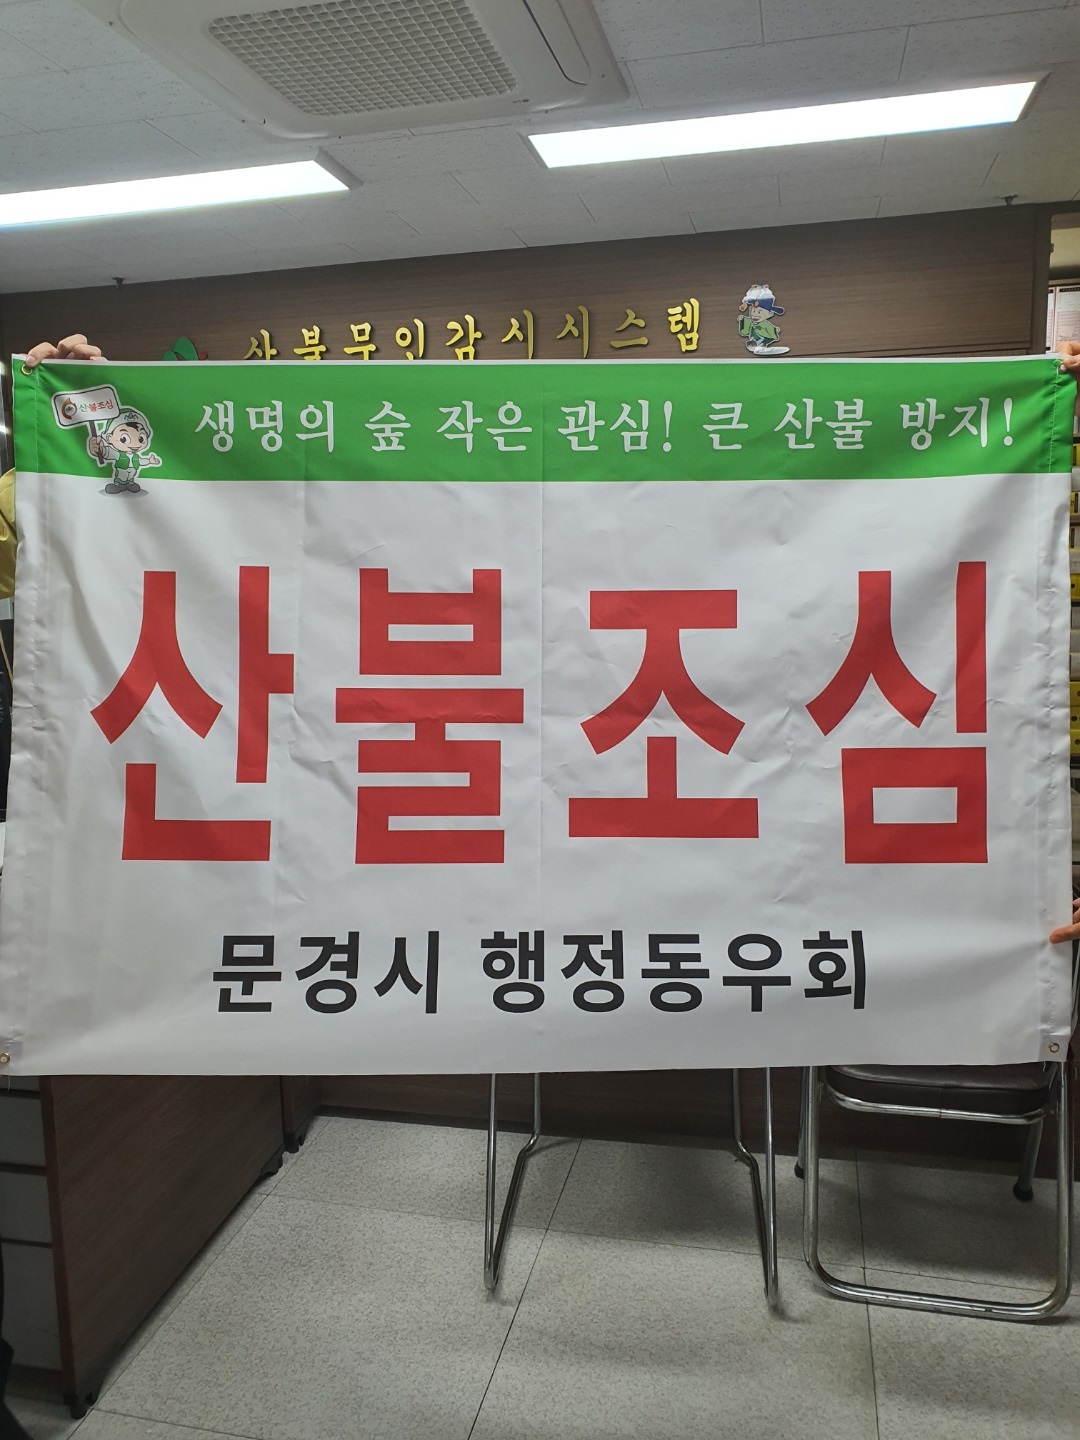 산불무인감시시스템
산불조심
생명의 숲 작은 관심! 큰 산불 방지!
산불조심
문경시 행정동우회